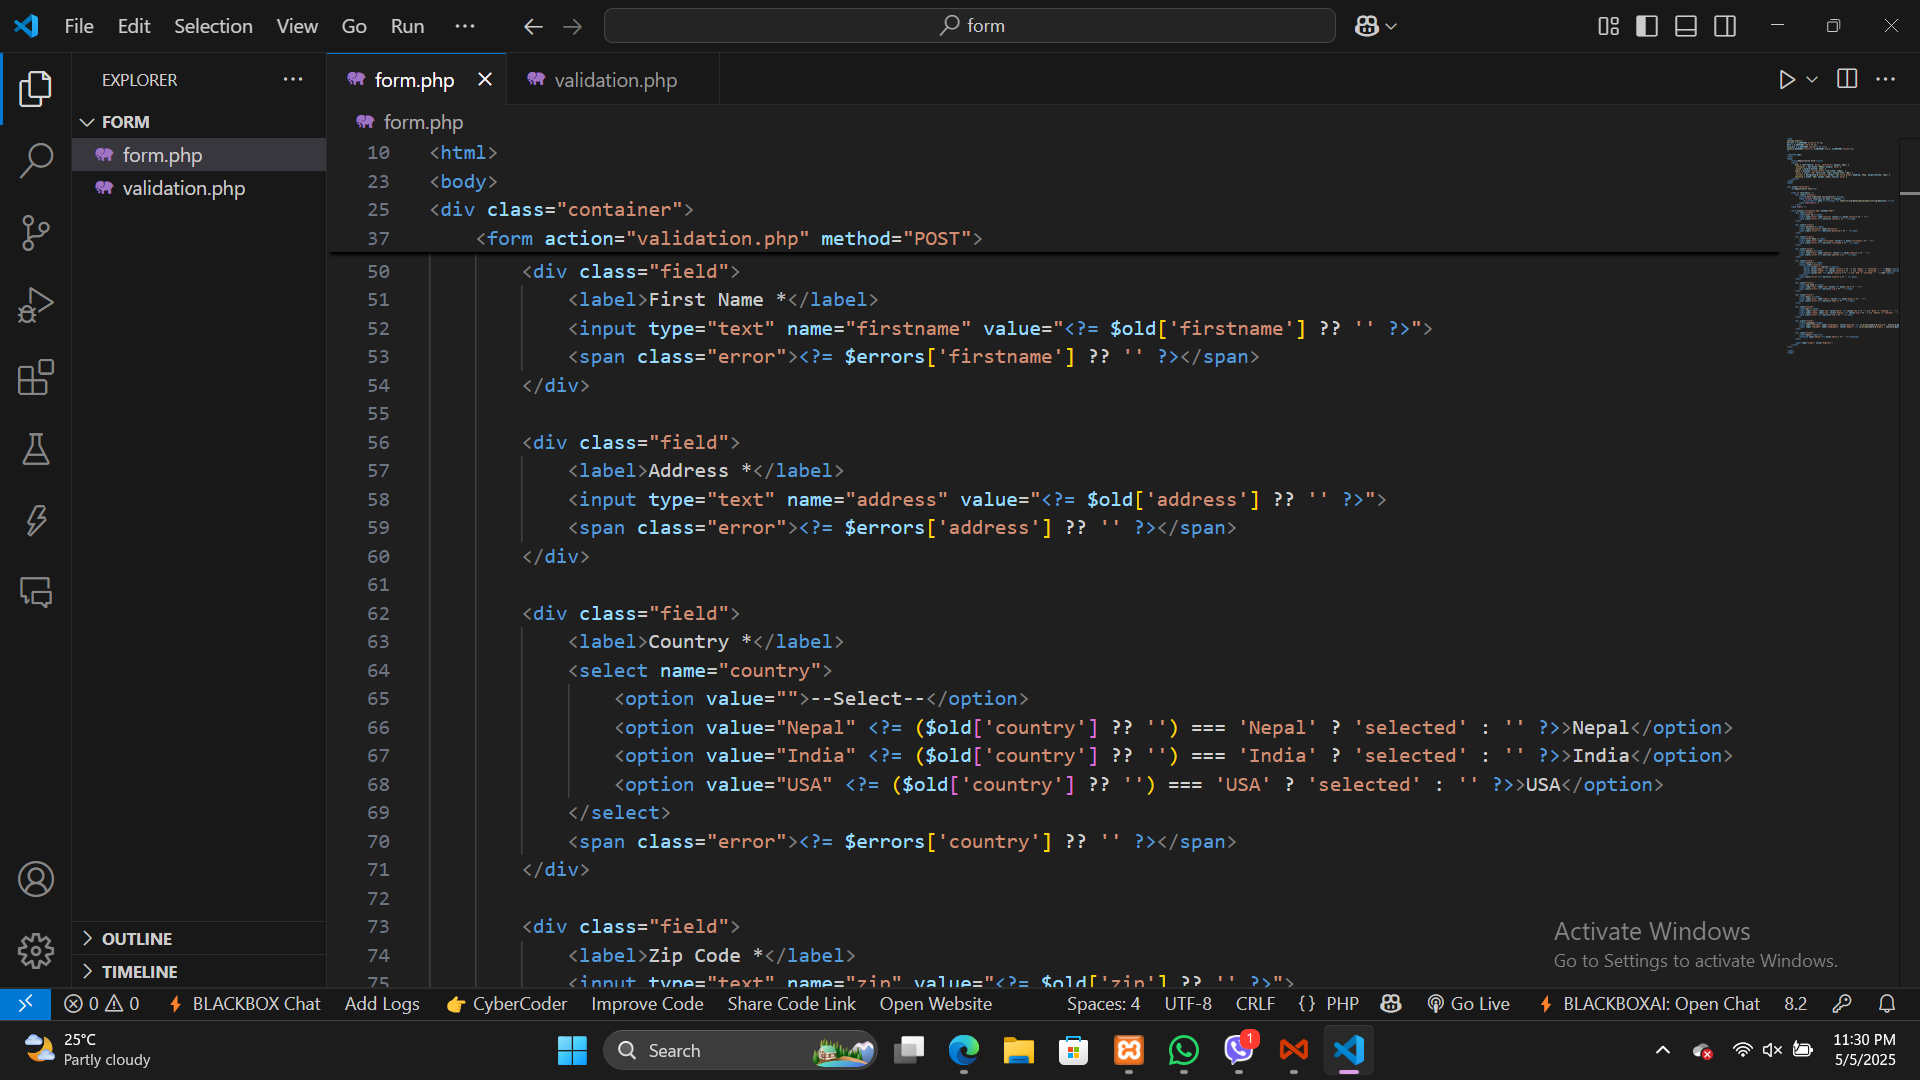 File Edit Selection View Go Run ··· form
EXPLORER ···
FORM
form.php
validation.php
OUTLINE
TIMELINE
form.php validation.php
form.php
10 <html>
23 <body>
25 <div class="container">
37 <form action="validation.php" method="POST">
50 <div class="field">
51 <label>First Name *</label>
52 <input type="text" name="firstname" value="<?= $old['firstname'] ?? '' ?>">
53 <span class="error"><?= $errors['firstname'] ?? '' ?></span>
54 </div>
55
56 <div class="field">
57 <label>Address *</label>
58 <input type="text" name="address" value="<?= $old['address'] ?? '' ?>">
59 <span class="error"><?= $errors['address'] ?? '' ?></span>
60 </div>
61
62 <div class="field">
63 <label>Country *</label>
64 <select name="country">
65 <option value="">--Select--</option>
66 <option value="Nepal" <?= ($old['country'] ?? '') === 'Nepal' ? 'selected' : '' ?>>Nepal</option>
67 <option value="India" <?= ($old['country'] ?? '') === 'India' ? 'selected' : '' ?>>India</option>
68 <option value="USA" <?= ($old['country'] ?? '') === 'USA' ? 'selected' : '' ?>>USA</option>
69 </select>
70 <span class="error"><?= $errors['country'] ?? '' ?></span>
71 </div>
72
73 <div class="field">
74 <label>Zip Code *</label>
75 <input type="text" name="zip" value="<?= $old['zip'] ?? '' ?>">
Activate Windows
Go to Settings to activate Windows.
0 0 BLACKBOX Chat Add Logs CyberCoder Improve Code Share Code Link Open Website Spaces: 4 UTF-8 CRLF {} PHP Go Live BLACKBOXAI: Open Chat 8.2
25°C
Partly cloudy
Search
1
11:30 PM
5/5/2025